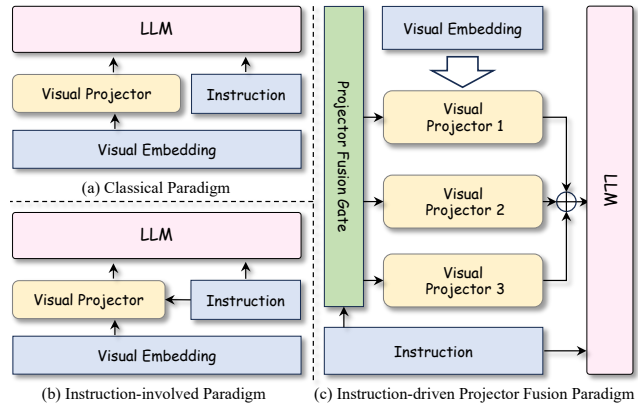 LLM
Visual Projector
Instruction
Visual Embedding
(a) Classical Paradigm
LLM
Visual Projector
Instruction
Visual Embedding
(b) Instruction-involved Paradigm
Projector Fusion Gate
Visual Embedding
Visual
Projector 1
Visual
Projector 2
Visual
Projector 3
LLM
Instruction
(c) Instruction-driven Projector Fusion Paradigm